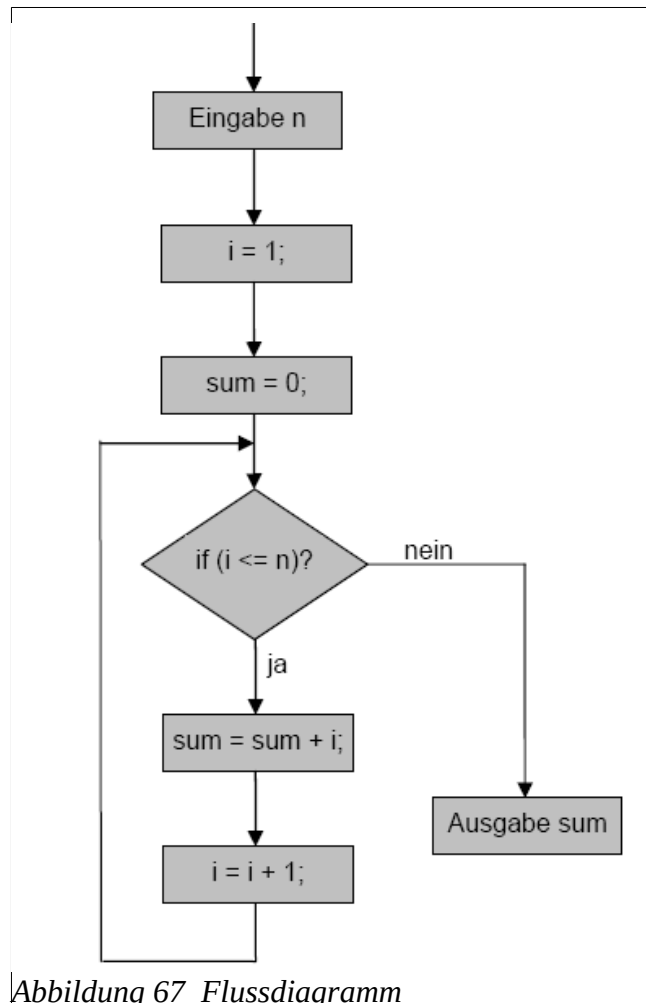 Eingabe n
i = 1;
sum = 0;
if (i <= n)?
nein
ja
sum = sum + i;
Ausgabe sum
i = i + 1;
Abbildung 67 Flussdiagramm